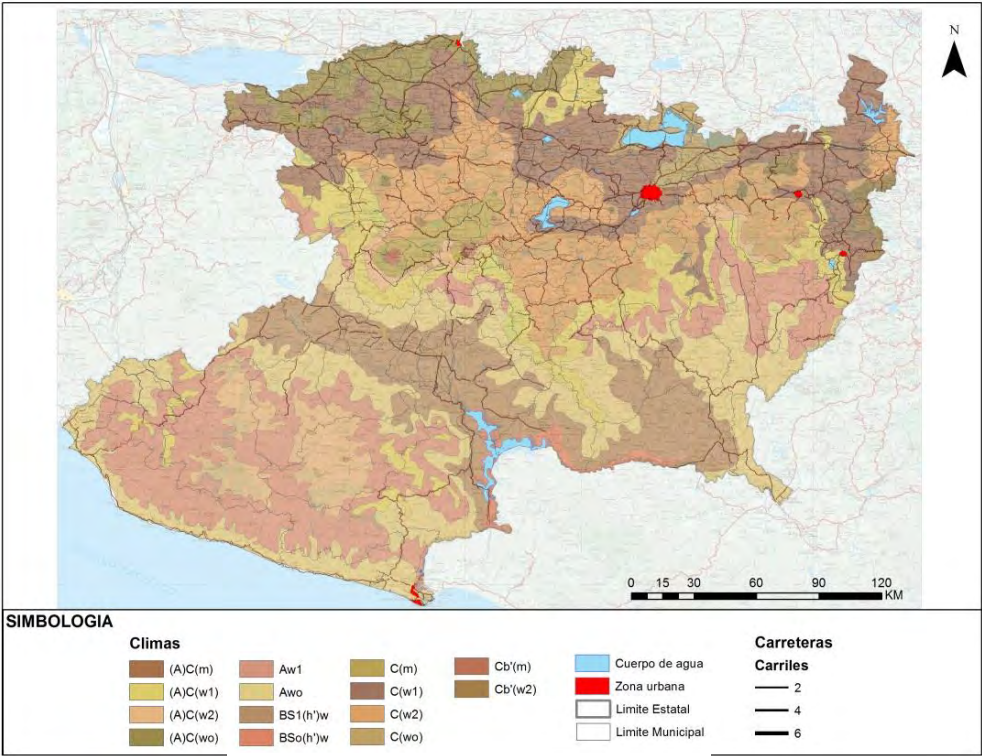 N
0 15 30 60 90 120
KM
SIMBOLOGIA
Climas
(A)C(m)
(A)C(w1)
(A)C(w2)
(A)C(wo)
Aw1
Awo
BS1(h')w
BSo(h')w
C(m)
C(w1)
C(w2)
C(wo)
Cb'(m)
Cb'(w2)
Cuerpo de agua
Zona urbana
Limite Estatal
Limite Municipal
Carreteras
Carriles
2
4
6